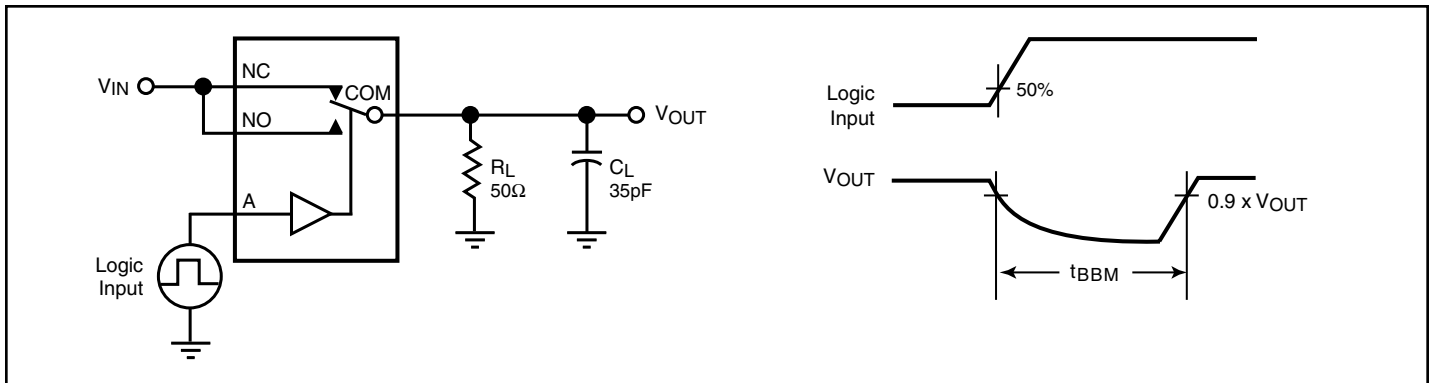 VIN
NC
NO
COM
A
Logic
Input
RL
50Ω
CL
35pF
VOUT
Logic
Input
50%
VOUT
0.9 x VOUT
tBBM